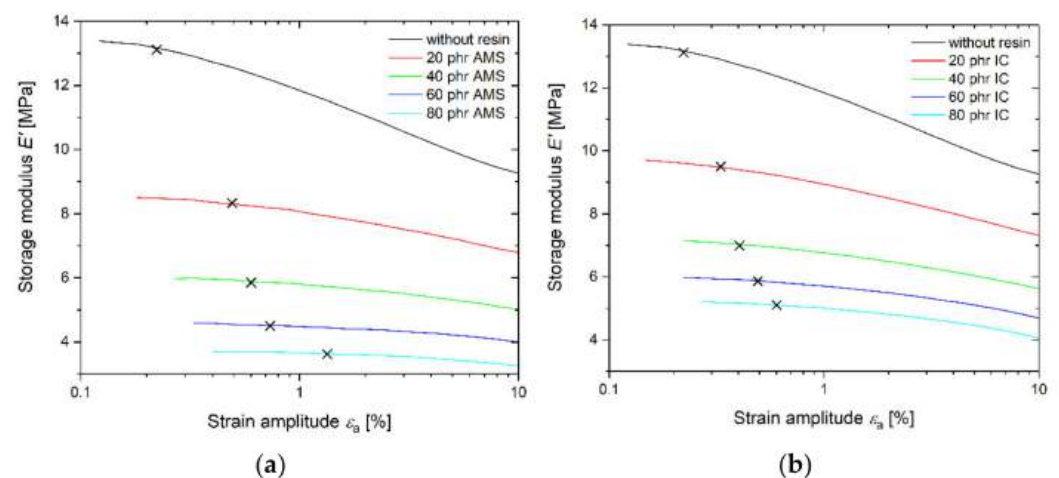 14
12
10
8
6
4
0.1
1
10
Storage modulus E' [MPa]
Strain amplitude εa [%]
without resin
20 phr AMS
40 phr AMS
60 phr AMS
80 phr AMS
(a)
14
12
10
8
6
4
0.1
1
10
Storage modulus E' [MPa]
Strain amplitude εa [%]
without resin
20 phr IC
40 phr IC
60 phr IC
80 phr IC
(b)